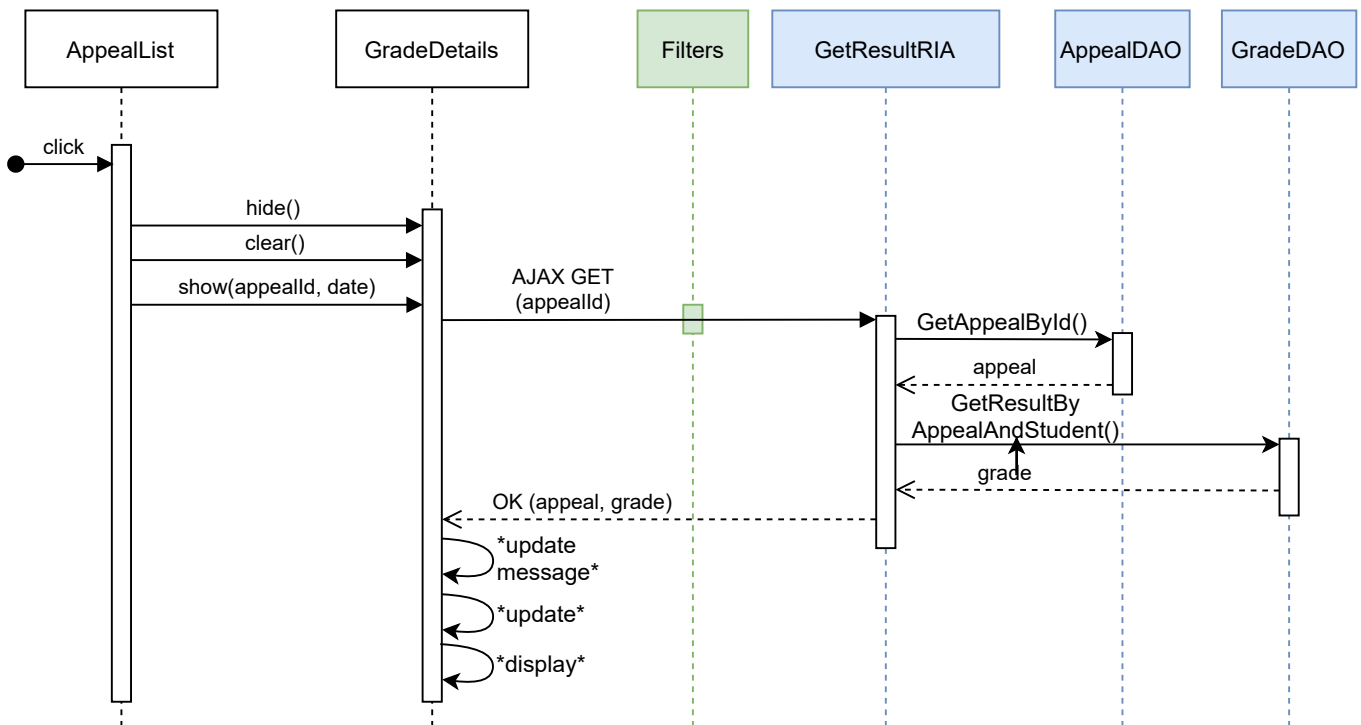 AppealList
GradeDetails
Filters
GetResultRIA
AppealDAO
GradeDAO
click
hide()
clear()
show(appealId, date)
AJAX GET
(appealId)
GetAppealById()
appeal
GetResultBy
AppealAndStudent()
grade
OK (appeal, grade)
*update
message*
*update*
*display*